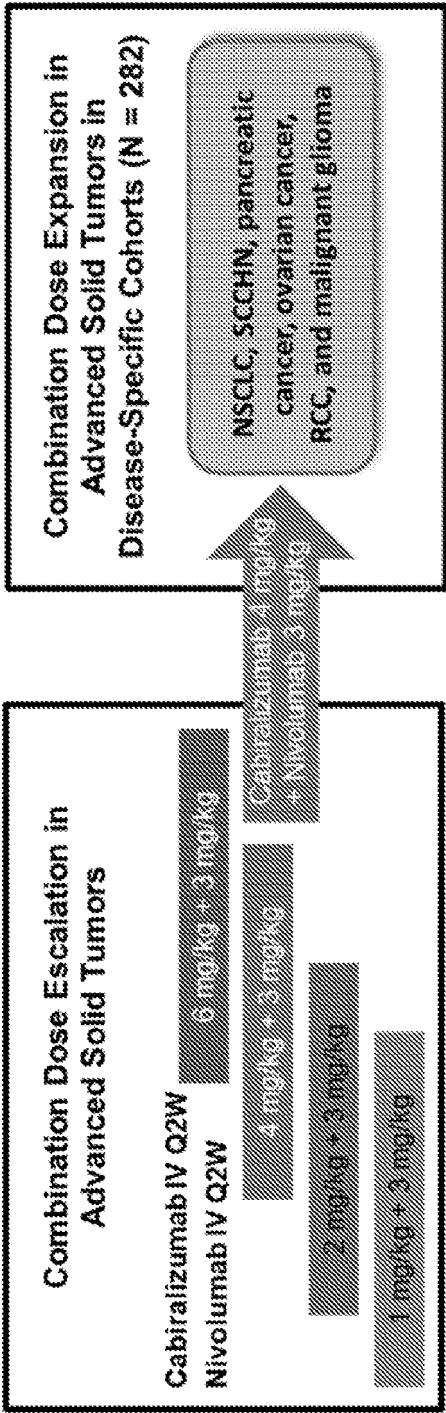 Combination Dose Escalation in
Advanced Solid Tumors
Cabiralizumab IV Q2W
Nivolumab IV Q2W
6 mg/kg + 3 mg/kg
4 mg/kg + 3 mg/kg
2 mg/kg + 3 mg/kg
1 mg/kg + 3 mg/kg
Cabiralizumab 4 mg/kg
+ Nivolumab 3 mg/kg
Combination Dose Expansion in
Advanced Solid Tumors in
Disease-Specific Cohorts (N = 282)
NSCLC, SCCHN, pancreatic
cancer, ovarian cancer,
RCC, and malignant glioma